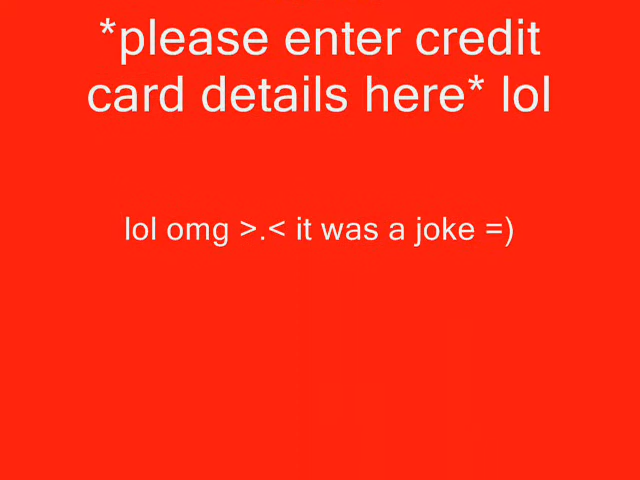 *please enter credit
card details here* lol
lol omg >.< it was a joke =)